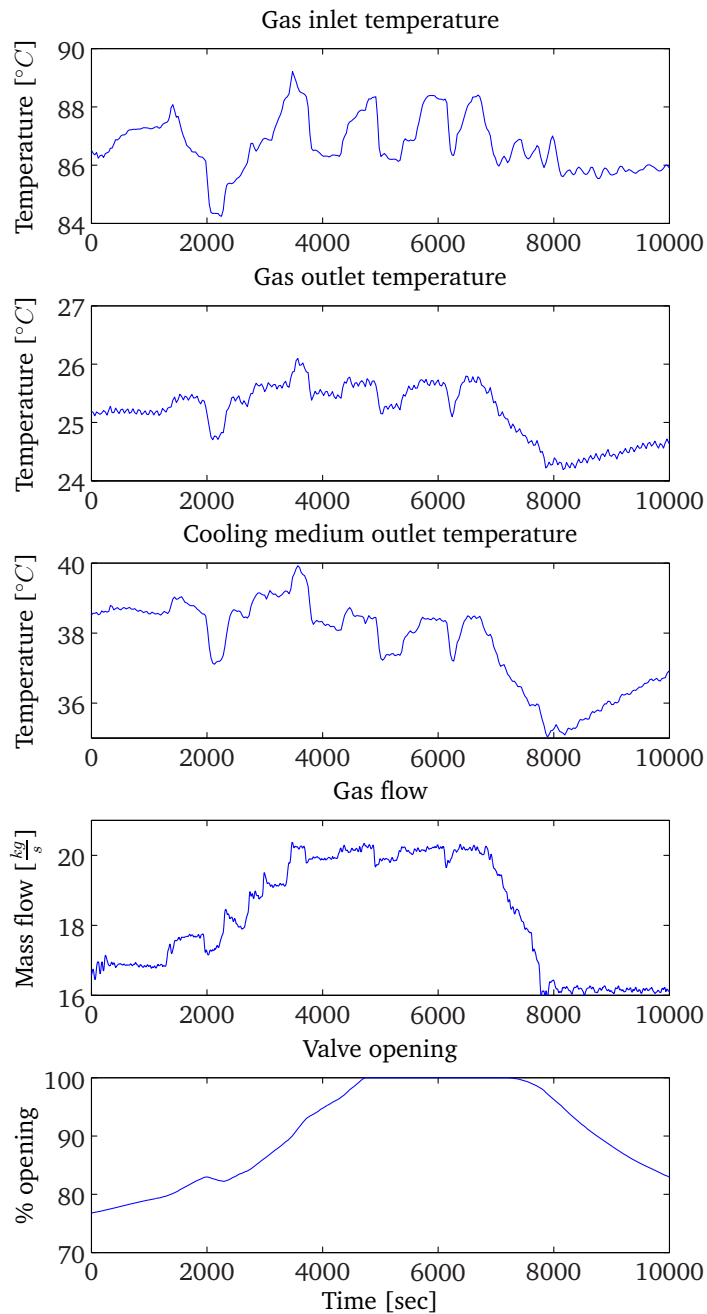 Gas inlet temperature
Temperature [°C]
90
88
86
84
0 2000 4000 6000 8000 10000
Gas outlet temperature
Temperature [°C]
27
26
25
24
0 2000 4000 6000 8000 10000
Cooling medium outlet temperature
Temperature [°C]
40
38
36
0 2000 4000 6000 8000 10000
Gas flow
Mass flow [kg/s]
20
18
16
0 2000 4000 6000 8000 10000
Valve opening
% opening
100
90
80
70
0 2000 4000 6000 8000 10000
Time [sec]